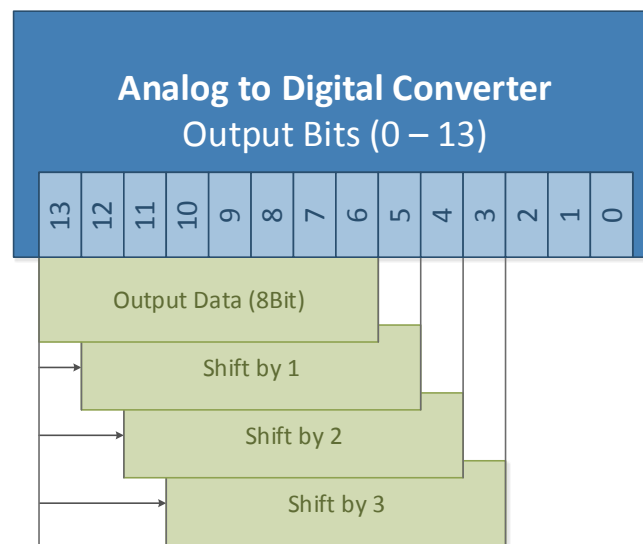 Analog to Digital Converter
Output Bits (0 – 13)
13 12 11 10 9 8 7 6 5 4 3 2 1 0
Output Data (8Bit)
Shift by 1
Shift by 2
Shift by 3